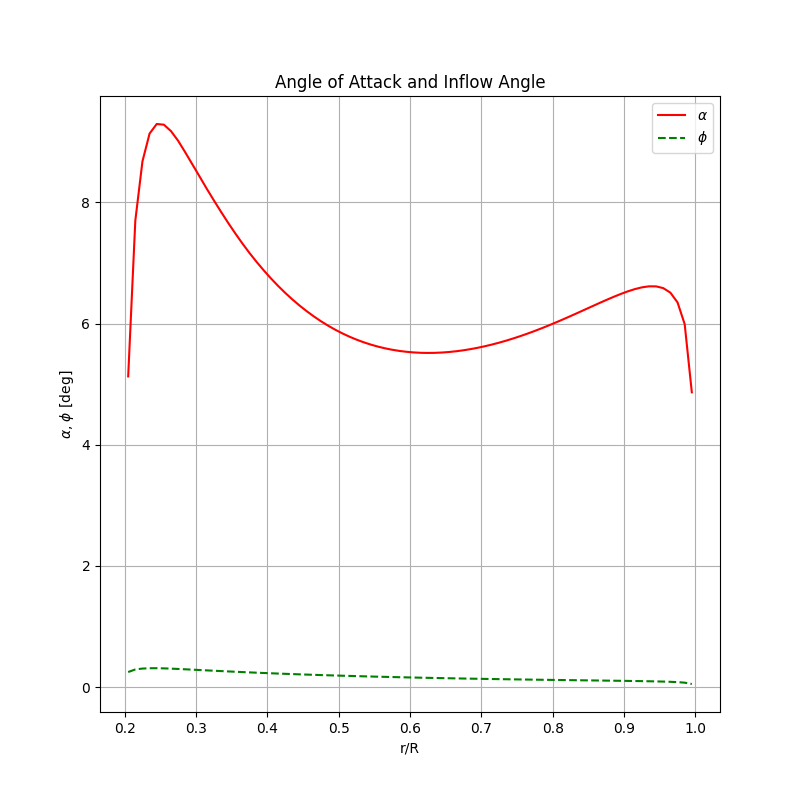 Angle of Attack and Inflow Angle
α
ϕ
8
6
4
2
0
α, ϕ [deg]
0.2 0.3 0.4 0.5 0.6 0.7 0.8 0.9 1.0
r/R